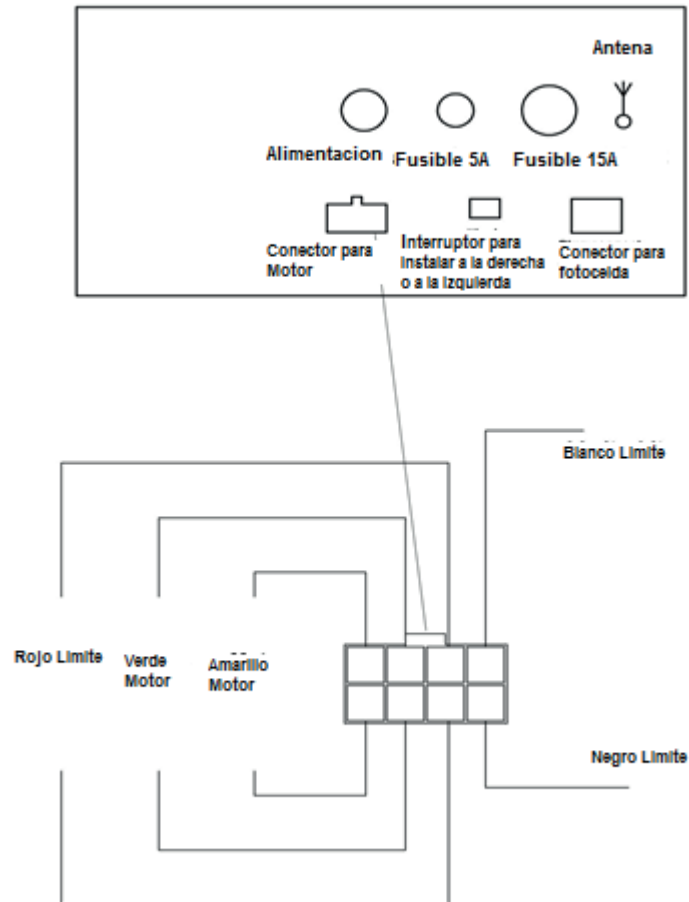 Antena
Alimentacion
Fusible 5A
Fusible 15A
Conector para
Motor
Interruptor para
Instalar a la derecha
o a la Izquierda
Conector para
fotocelda
Blanco Limite
Rojo Limite
Verde
Motor
Amarillo
Motor
Negro Limite